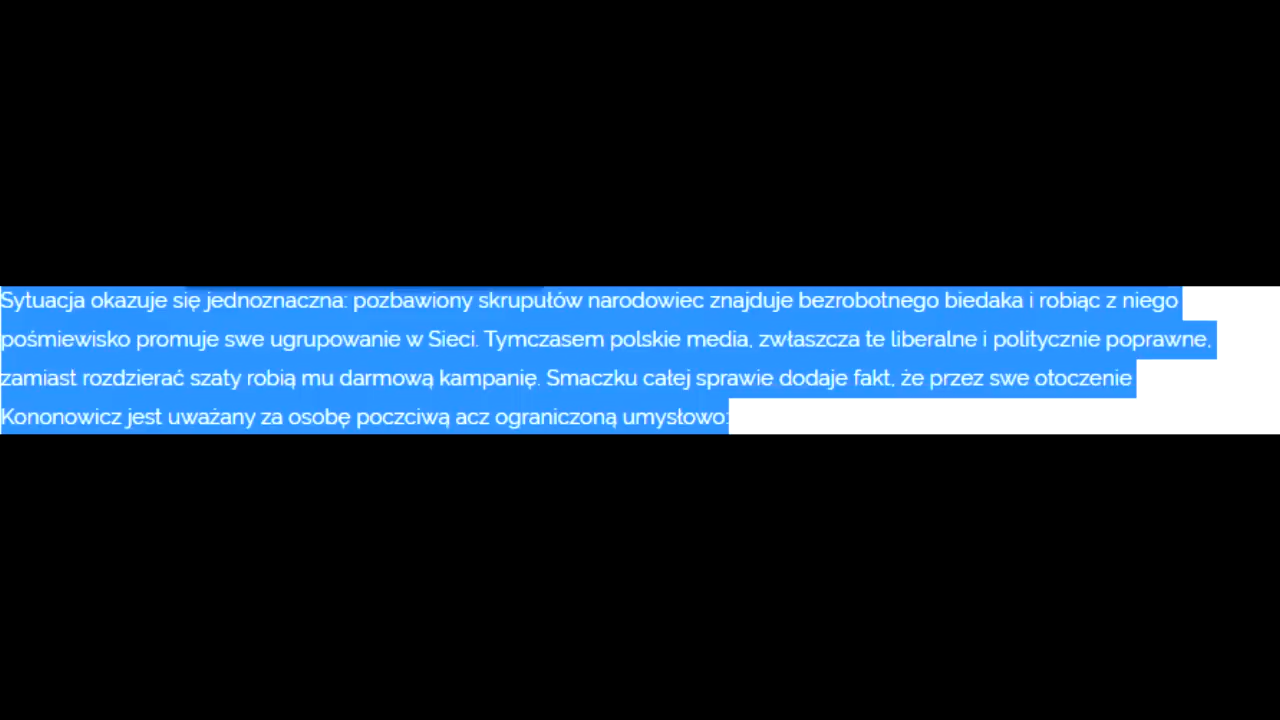 Sytuacja okazuje się jednoznaczna: pozbawiony skrupułów narodowiec znajduje bezrobotnego biedaka i robiąc z niego
pośmiewisko promuje swe ugrupowanie w Sieci. Tymczasem polskie media, zwłaszcza te liberalne i politycznie poprawne,
zamiast rozdzierać szaty robią mu darmową kampanię. Smaczku całej sprawie dodaje fakt, że przez swe otoczenie
Kononowicz jest uważany za osobę poczciwą acz ograniczoną umysłowo: